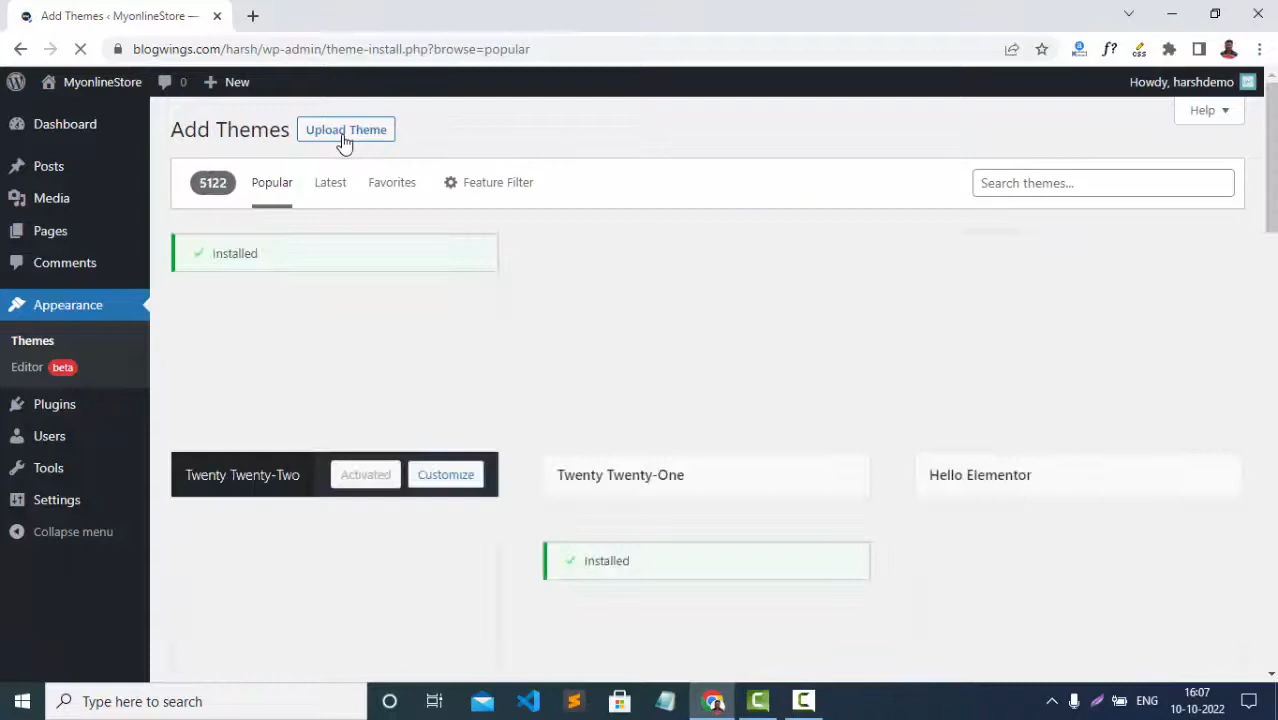 Add Themes ‹ MyonlineStore —
blogwings.com/harsh/wp-admin/theme-install.php?browse=popular
f?
css
MyonlineStore
0
New
Howdy, harshdemo
Dashboard
Posts
Media
Pages
Comments
Appearance
Themes
Editor beta
Plugins
Users
Tools
Settings
Collapse menu
Help
Add Themes
Upload Theme
5122
Popular
Latest
Favorites
Feature Filter
Search themes...
Installed
Twenty Twenty-Two
Activated
Customize
Twenty Twenty-One
Hello Elementor
Installed
Type here to search
ENG
16:07
10-10-2022